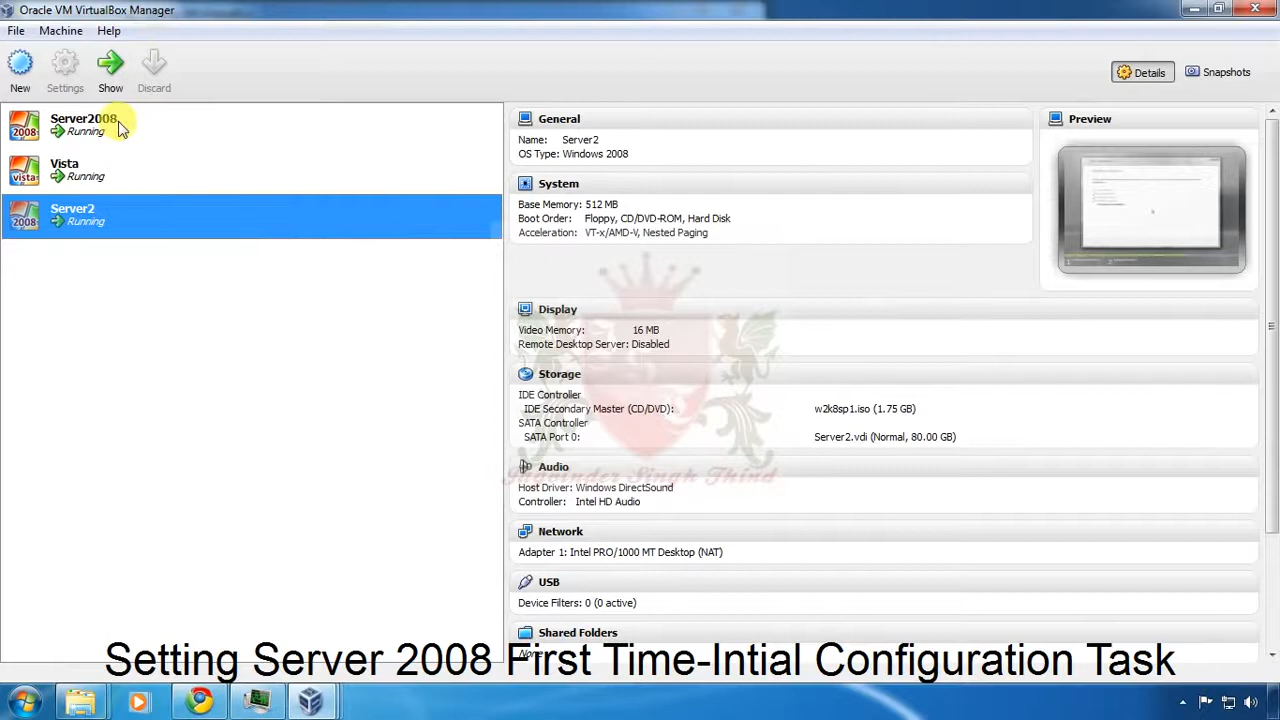 Oracle VM VirtualBox Manager
File Machine Help
New Settings Show Discard
Details Snapshots
2008
Server2008
Running
vista
Vista
Running
2008
Server2
Running
General
Name: Server2
OS Type: Windows 2008
Preview
System
Base Memory: 512 MB
Boot Order: Floppy, CD/DVD-ROM, Hard Disk
Acceleration: VT-x/AMD-V, Nested Paging
Display
Video Memory: 16 MB
Remote Desktop Server: Disabled
Storage
IDE Controller
IDE Secondary Master (CD/DVD): w2k8sp1.iso (1.75 GB)
SATA Controller
SATA Port 0: Server2.vdi (Normal, 80.00 GB)
Audio
Host Driver: Windows DirectSound
Controller: Intel HD Audio
Network
Adapter 1: Intel PRO/1000 MT Desktop (NAT)
USB
Device Filters: 0 (0 active)
Shared Folders
None
Setting Server 2008 First Time-Intial Configuration Task